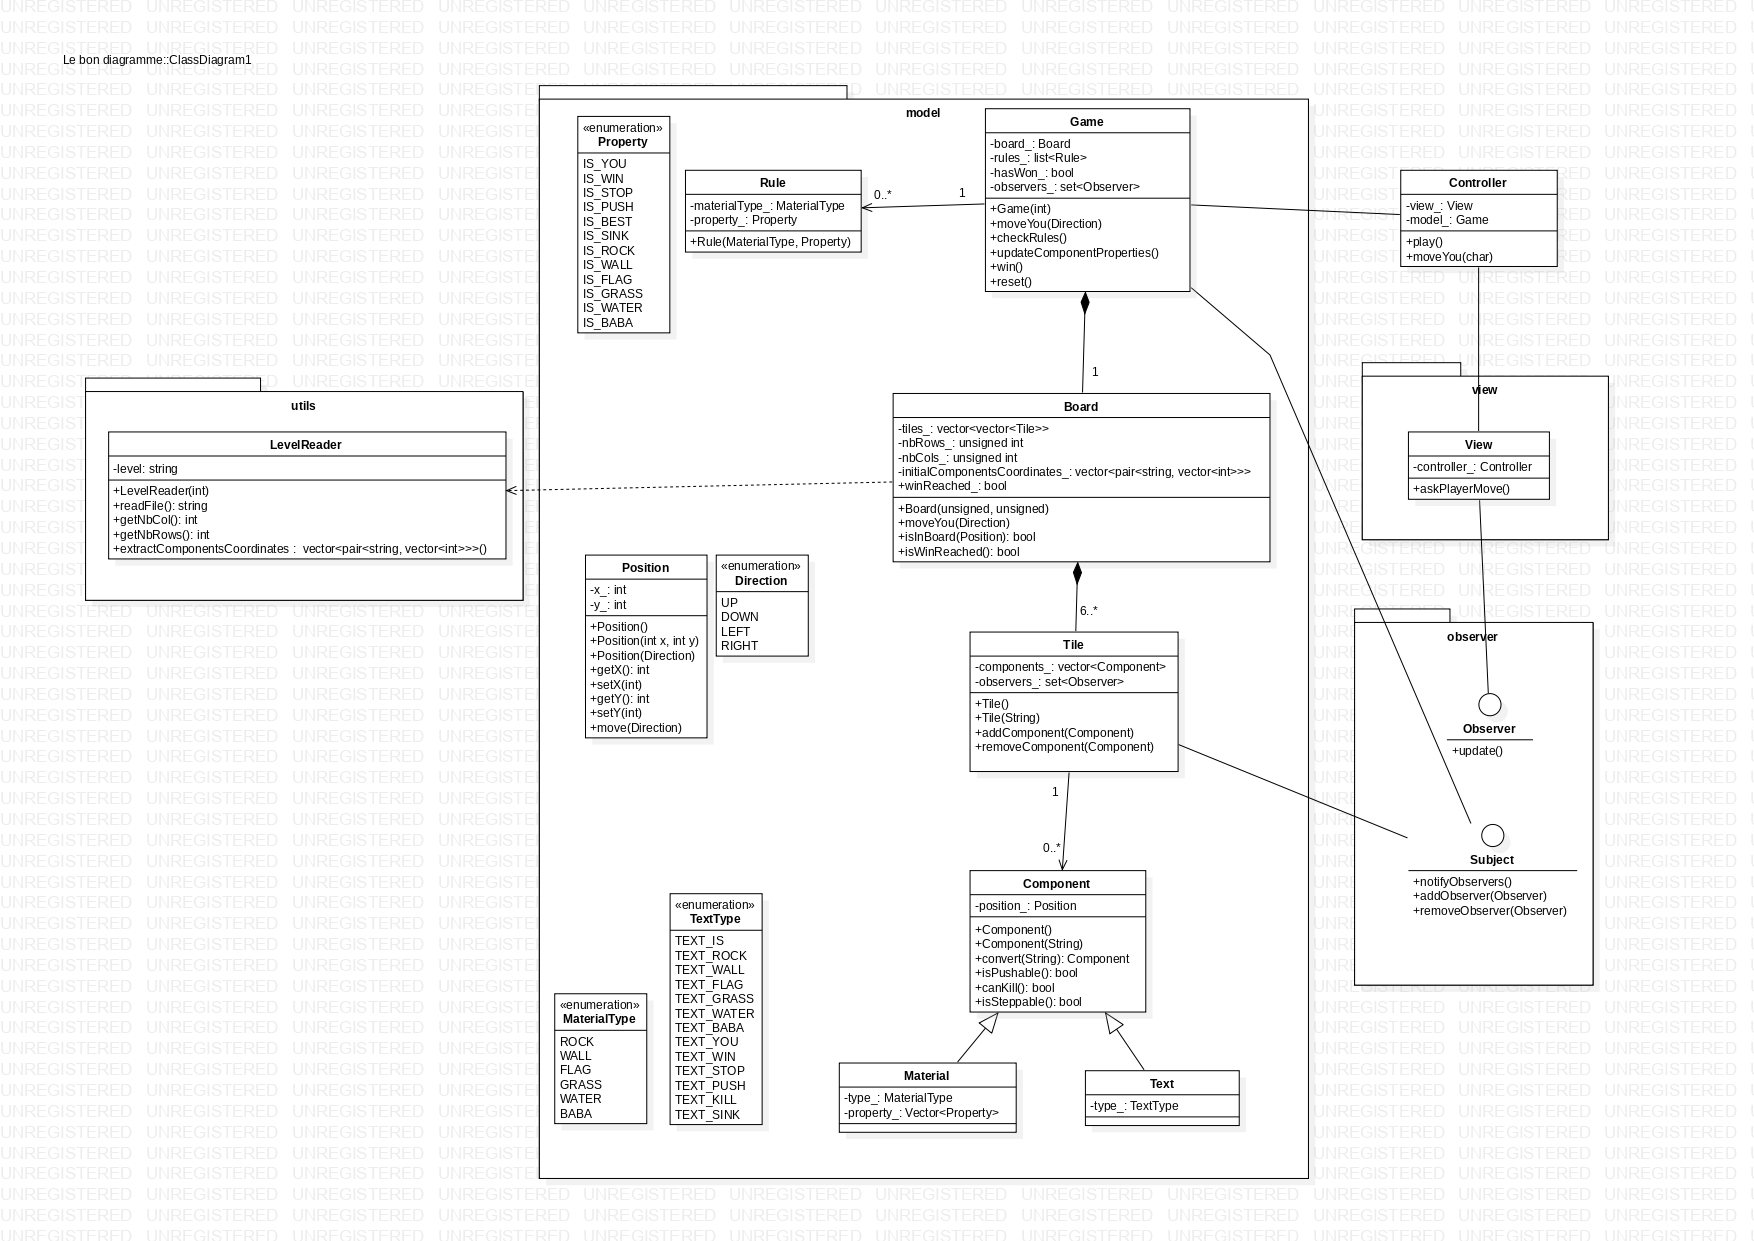 Le bon diagramme::ClassDiagram1
model
«enumeration»
Property
IS_YOU
IS_WIN
IS_STOP
IS_PUSH
IS_BEST
IS_SINK
IS_ROCK
IS_WALL
IS_FLAG
IS_GRASS
IS_WATER
IS_BABA
Rule
-materialType_: MaterialType
-property_: Property
+Rule(MaterialType, Property)
0..*
1
Game
-board_: Board
-rules_: list<Rule>
-hasWon_: bool
-observers_: set<Observer>
+Game(int)
+moveYou(Direction)
+checkRules()
+updateComponentProperties()
+win()
+reset()
Controller
-view_: View
-model_: Game
+play()
+moveYou(char)
1
utils
LevelReader
-level: string
+LevelReader(int)
+readFile(): string
+getNbCol(): int
+getNbRows(): int
+extractComponentsCoordinates :  vector<pair<string, vector<int>>>()
Board
-tiles_: vector<vector<Tile>>
-nbRows_: unsigned int
-nbCols_: unsigned int
-initialComponentsCoordinates_: vector<pair<string, vector<int>>>
+winReached_: bool
+Board(unsigned, unsigned)
+moveYou(Direction)
+isInBoard(Position): bool
+isWinReached(): bool
view
View
-controller_: Controller
+askPlayerMove()
Position
-x_: int
-y_: int
+Position()
+Position(int x, int y)
+Position(Direction)
+getX(): int
+setX(int)
+getY(): int
+setY(int)
+move(Direction)
«enumeration»
Direction
UP
DOWN
LEFT
RIGHT
6..*
Tile
-components_: vector<Component>
-observers_: set<Observer>
+Tile()
+Tile(String)
+addComponent(Component)
+removeComponent(Component)
observer
Observer
+update()
Subject
+notifyObservers()
+addObserver(Observer)
+removeObserver(Observer)
1
0..*
Component
-position_: Position
+Component()
+Component(String)
+convert(String): Component
+isPushable(): bool
+canKill(): bool
+isSteppable(): bool
«enumeration»
TextType
TEXT_IS
TEXT_ROCK
TEXT_WALL
TEXT_FLAG
TEXT_GRASS
TEXT_WATER
TEXT_BABA
TEXT_YOU
TEXT_WIN
TEXT_STOP
TEXT_PUSH
TEXT_KILL
TEXT_SINK
«enumeration»
MaterialType
ROCK
WALL
FLAG
GRASS
WATER
BABA
Material
-type_: MaterialType
-property_: Vector<Property>
Text
-type_: TextType